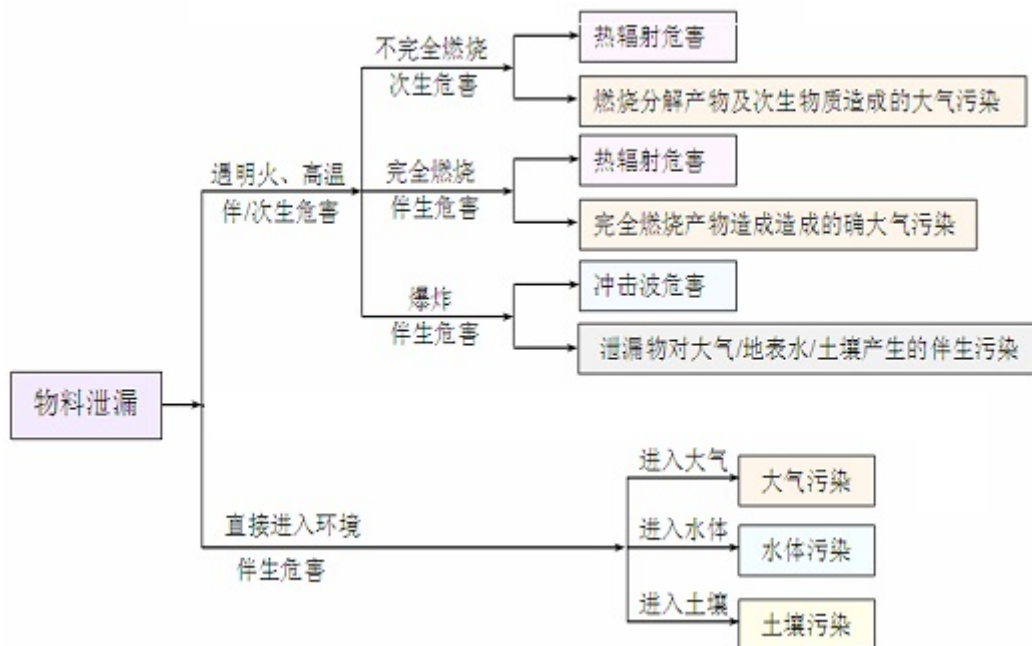 不完全燃烧
次生危害
热辐射危害
燃烧分解产物及次生物质造成的大气污染
遇明火、高温
伴/次生危害
完全燃烧
伴生危害
热辐射危害
完全燃烧产物造成造成的确大气污染
爆炸
伴生危害
冲击波危害
泄漏物对大气/地表水/土壤产生的伴生污染
物料泄漏
直接进入环境
伴生危害
进入大气
大气污染
进入水体
水体污染
进入土壤
土壤污染